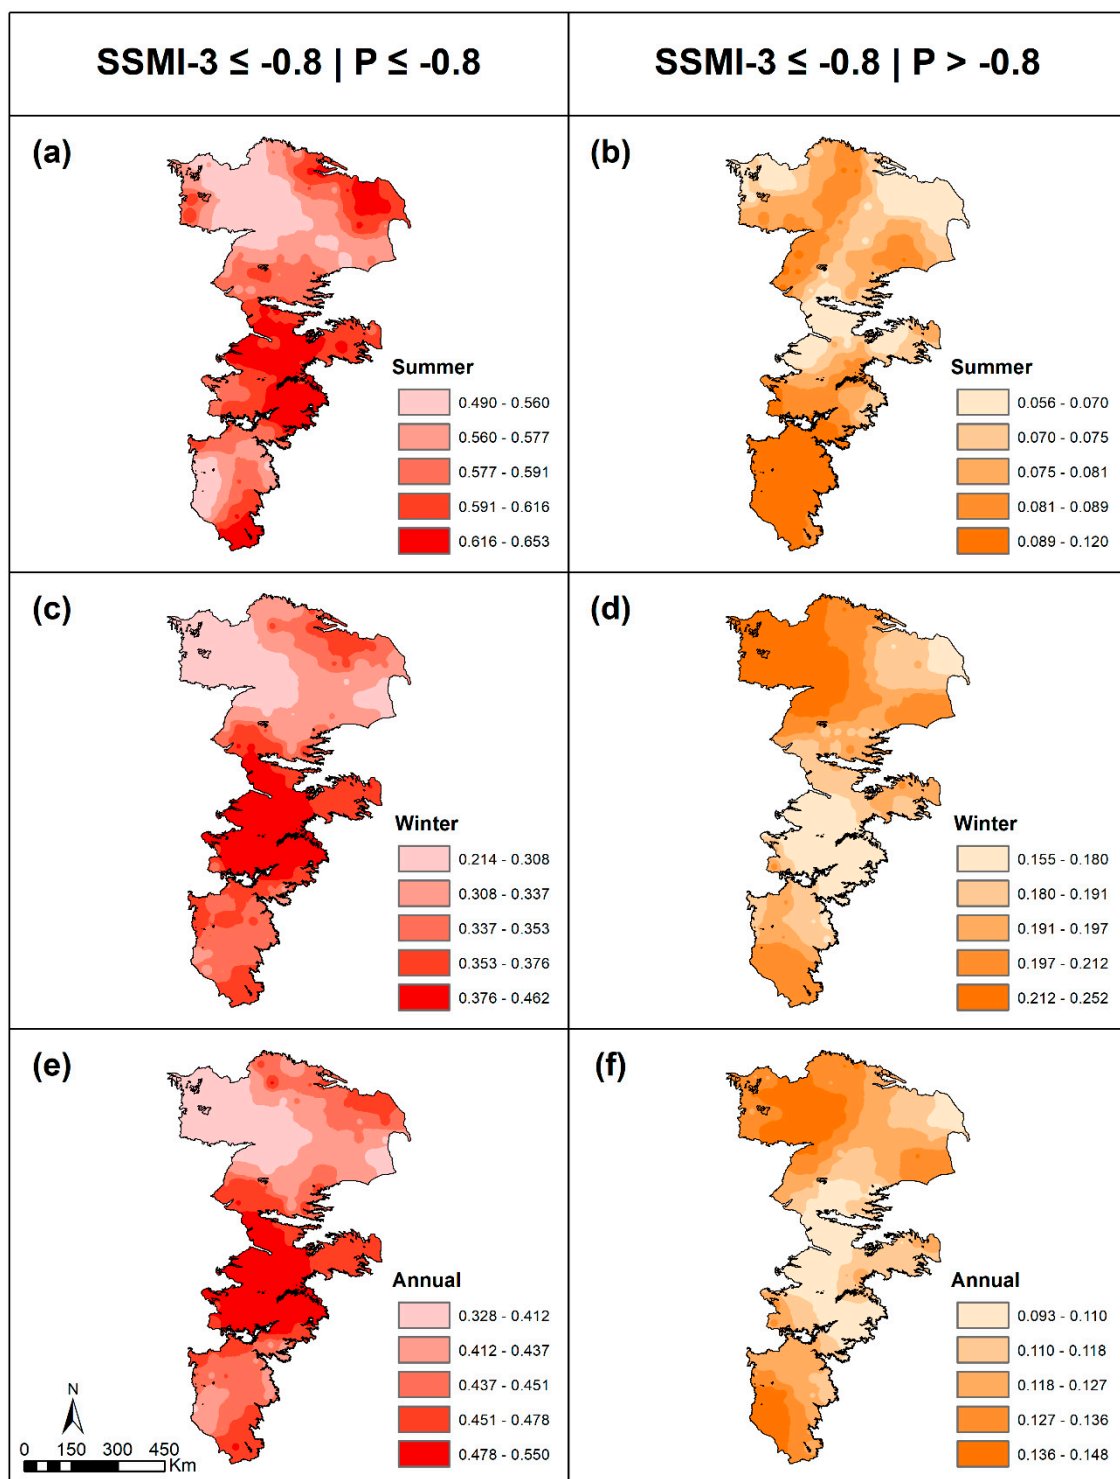 SSMI-3 ≤ -0.8 | P ≤ -0.8
SSMI-3 ≤ -0.8 | P > -0.8
(a)
Summer
0.490 - 0.560
0.560 - 0.577
0.577 - 0.591
0.591 - 0.616
0.616 - 0.653
(b)
Summer
0.056 - 0.070
0.070 - 0.075
0.075 - 0.081
0.081 - 0.089
0.089 - 0.120
(c)
Winter
0.214 - 0.308
0.308 - 0.337
0.337 - 0.353
0.353 - 0.376
0.376 - 0.462
(d)
Winter
0.155 - 0.180
0.180 - 0.191
0.191 - 0.197
0.197 - 0.212
0.212 - 0.252
(e)
Annual
0.328 - 0.412
0.412 - 0.437
0.437 - 0.451
0.451 - 0.478
0.478 - 0.550
N
0 150 300 450
Km
(f)
Annual
0.093 - 0.110
0.110 - 0.118
0.118 - 0.127
0.127 - 0.136
0.136 - 0.148